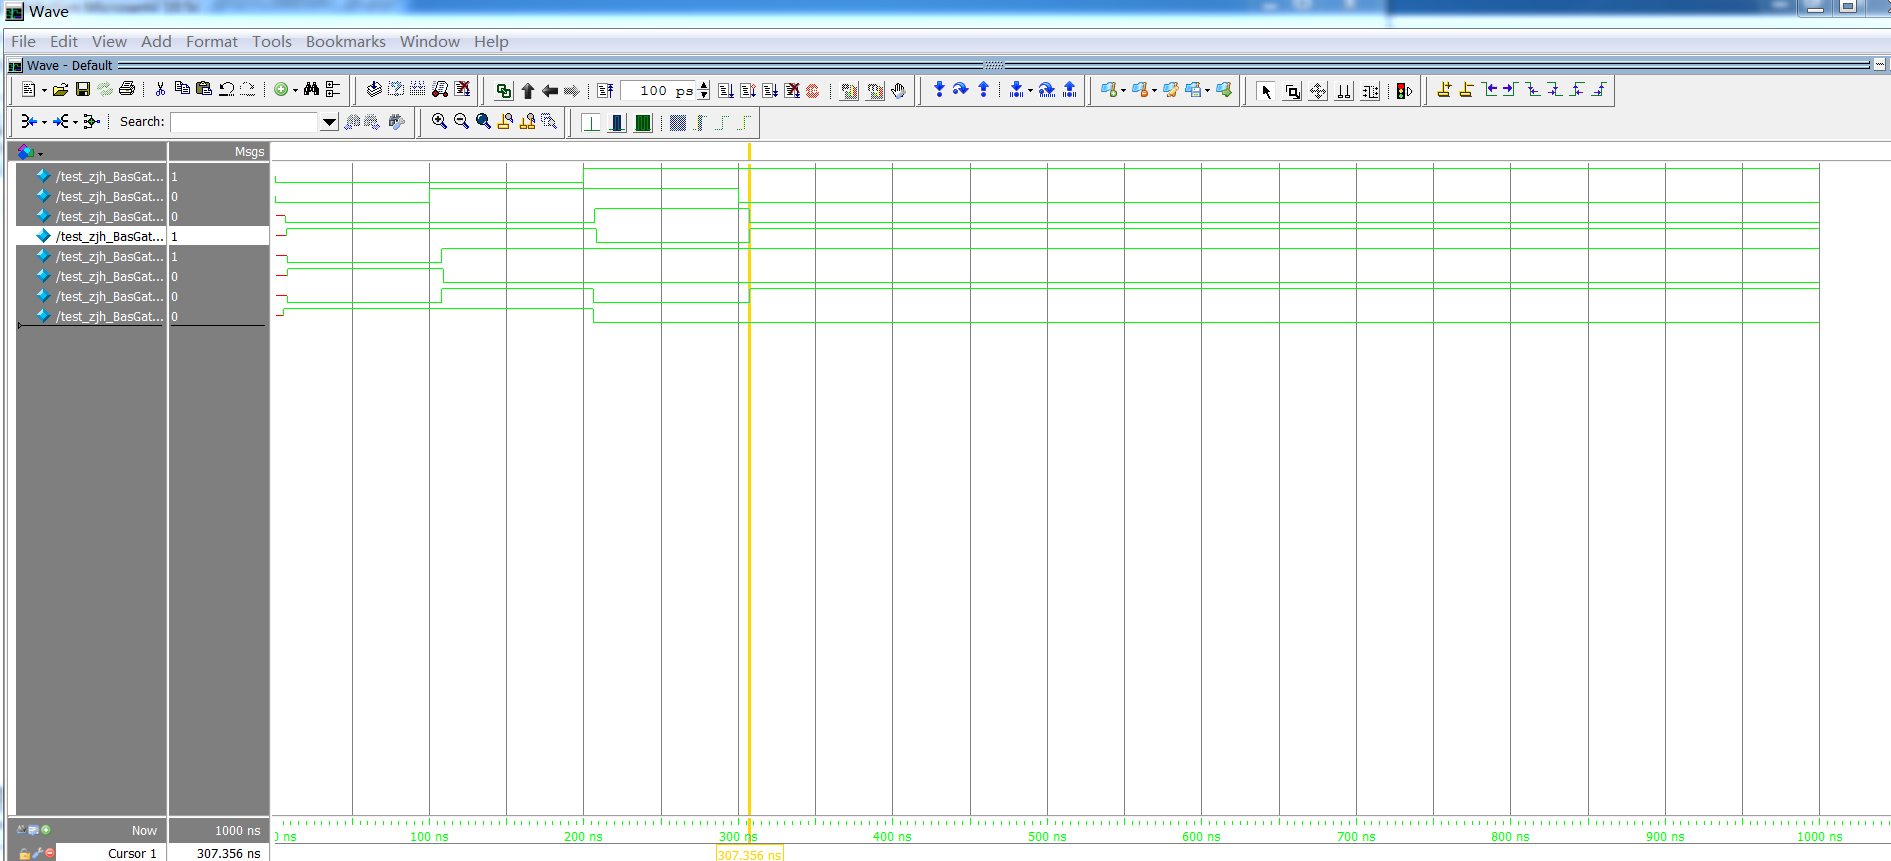 Wave
File Edit View Add Format Tools Bookmarks Window Help
Wave - Default
100 ps
Search:
Msgs
/test_zjh_BasGat... 1
/test_zjh_BasGat... 0
/test_zjh_BasGat... 0
/test_zjh_BasGat... 1
/test_zjh_BasGat... 1
/test_zjh_BasGat... 0
/test_zjh_BasGat... 0
/test_zjh_BasGat... 0
Now 1000 ns
ns 100 ns 200 ns 300 ns 400 ns 500 ns 600 ns 700 ns 800 ns 900 ns 1000 ns
Cursor 1 307.356 ns
307.356 ns